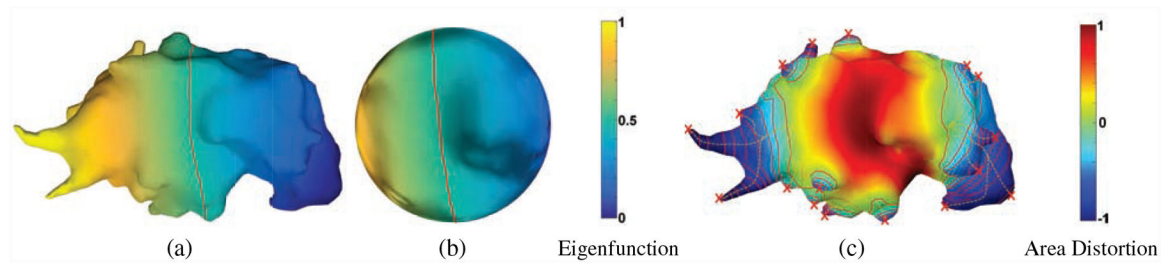 1
0.5
0
1
0
-1
(a)
(b)
Eigenfunction
(c)
Area Distortion